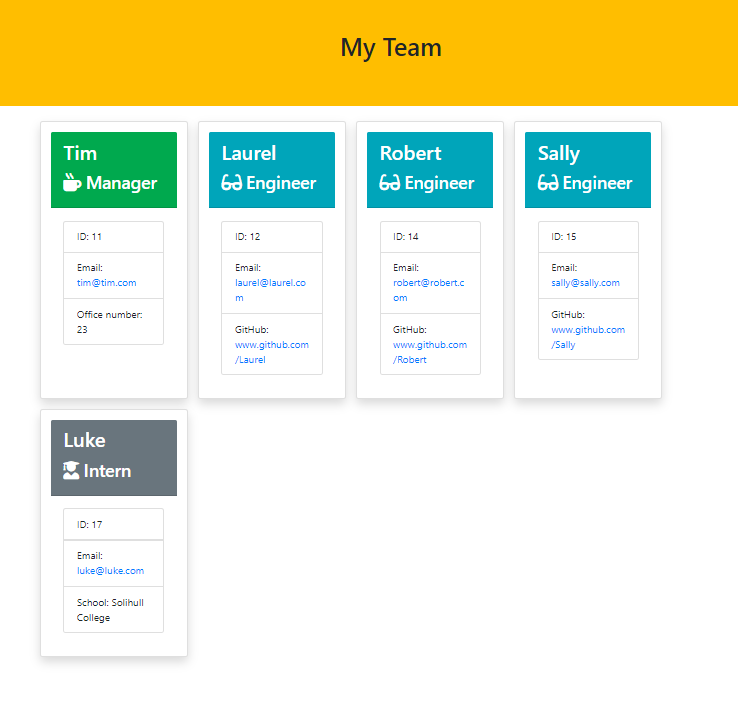 My Team
Tim
Manager
ID: 11
Email:
tim@tim.com
Office number:
23
Laurel
Engineer
ID: 12
Email:
laurel@laurel.co
m
GitHub:
www.github.com
/Laurel
Robert
Engineer
ID: 14
Email:
robert@robert.c
om
GitHub:
www.github.com
/Robert
Sally
Engineer
ID: 15
Email:
sally@sally.com
GitHub:
www.github.com
/Sally
Luke
Intern
ID: 17
Email:
luke@luke.com
School: Solihull
College